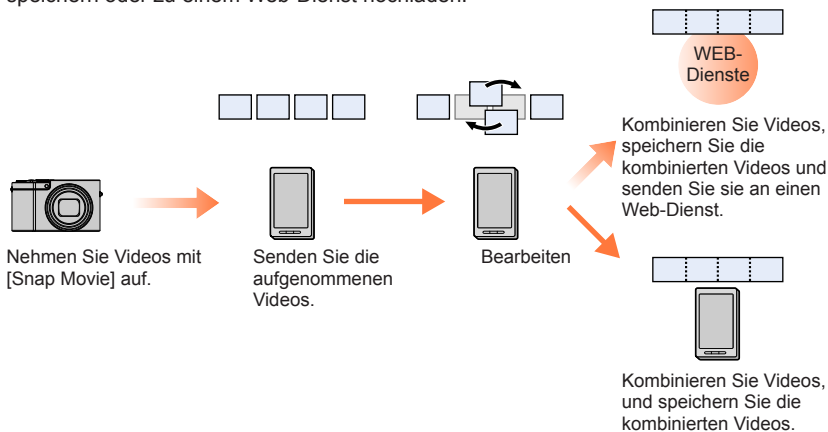 speichern oder zu einem Web-Dienst hochladen.
WEB-
Dienste
Kombinieren Sie Videos,
speichern Sie die
kombinierten Videos und
senden Sie sie an einen
Web-Dienst.
Nehmen Sie Videos mit
[Snap Movie] auf.
Senden Sie die
aufgenommenen
Videos.
Bearbeiten
Kombinieren Sie Videos,
und speichern Sie die
kombinierten Videos.